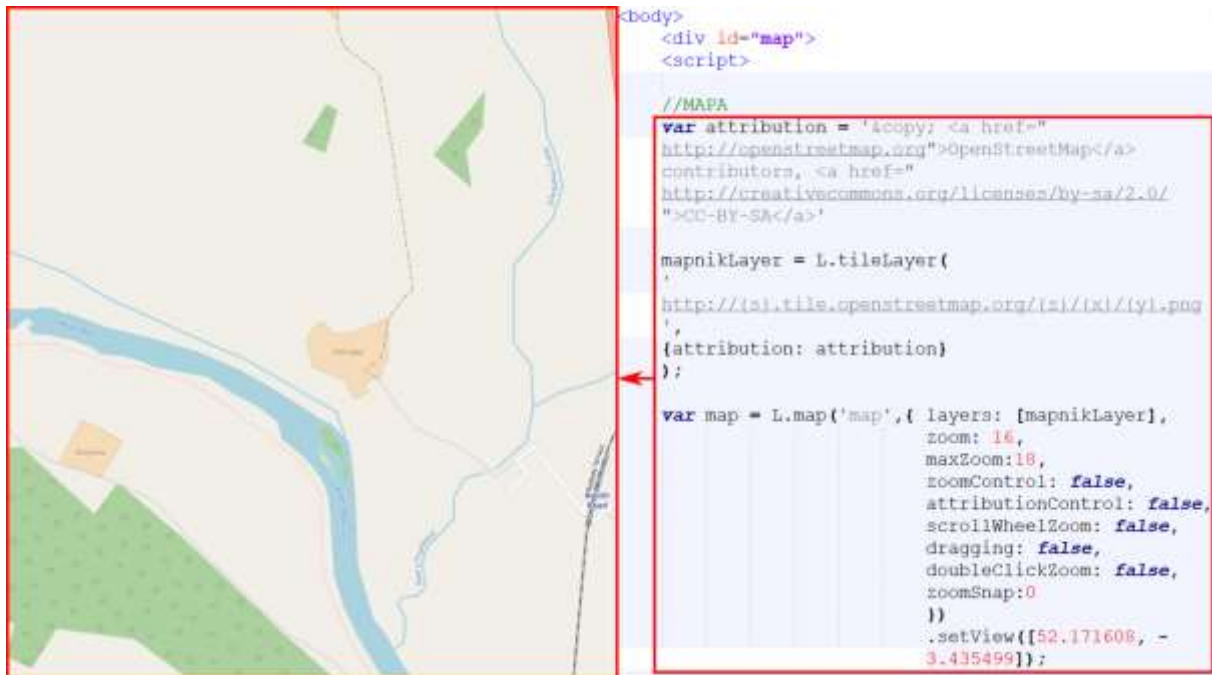 <body>
<div id="map">
<script>
//MAPA
var attribution = '&copy; <a href="
http://openstreetmap.org">OpenStreetMap</a>
contributors, <a href="
http://creativecommons.org/licenses/by-sa/2.0/
">CC-BY-SA</a>'
mapnikLayer = L.tileLayer(
'
http://{s}.tile.openstreetmap.org/{z}/{x}/{y}.png
',
{attribution: attribution}
);
var map = L.map('map',{ layers: [mapnikLayer],
zoom: 16,
maxZoom:18,
zoomControl: false,
attributionControl: false,
scrollWheelZoom: false,
dragging: false,
doubleClickZoom: false,
zoomSnap:0
})
.setView([52.171608, -
3.435499]);